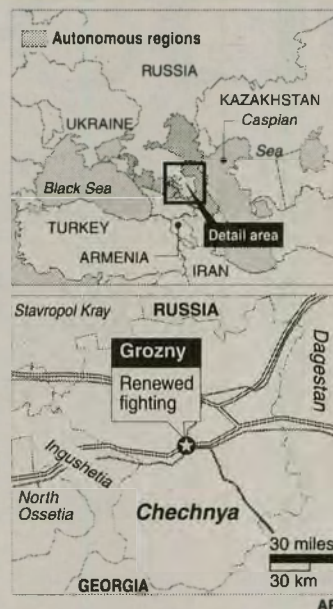 Autonomous regions
RUSSIA
KAZAKHSTAN
Caspian
UKRAINE
Sea
Black Sea
TURKEY
Detail area
ARMENIA
IRAN
Stavropol Kray
RUSSIA
Grozny
Dagestan
Renewed
fighting
Ingushetia
North
Ossetia
Chechnya
30 miles
30 km
GEORGIA